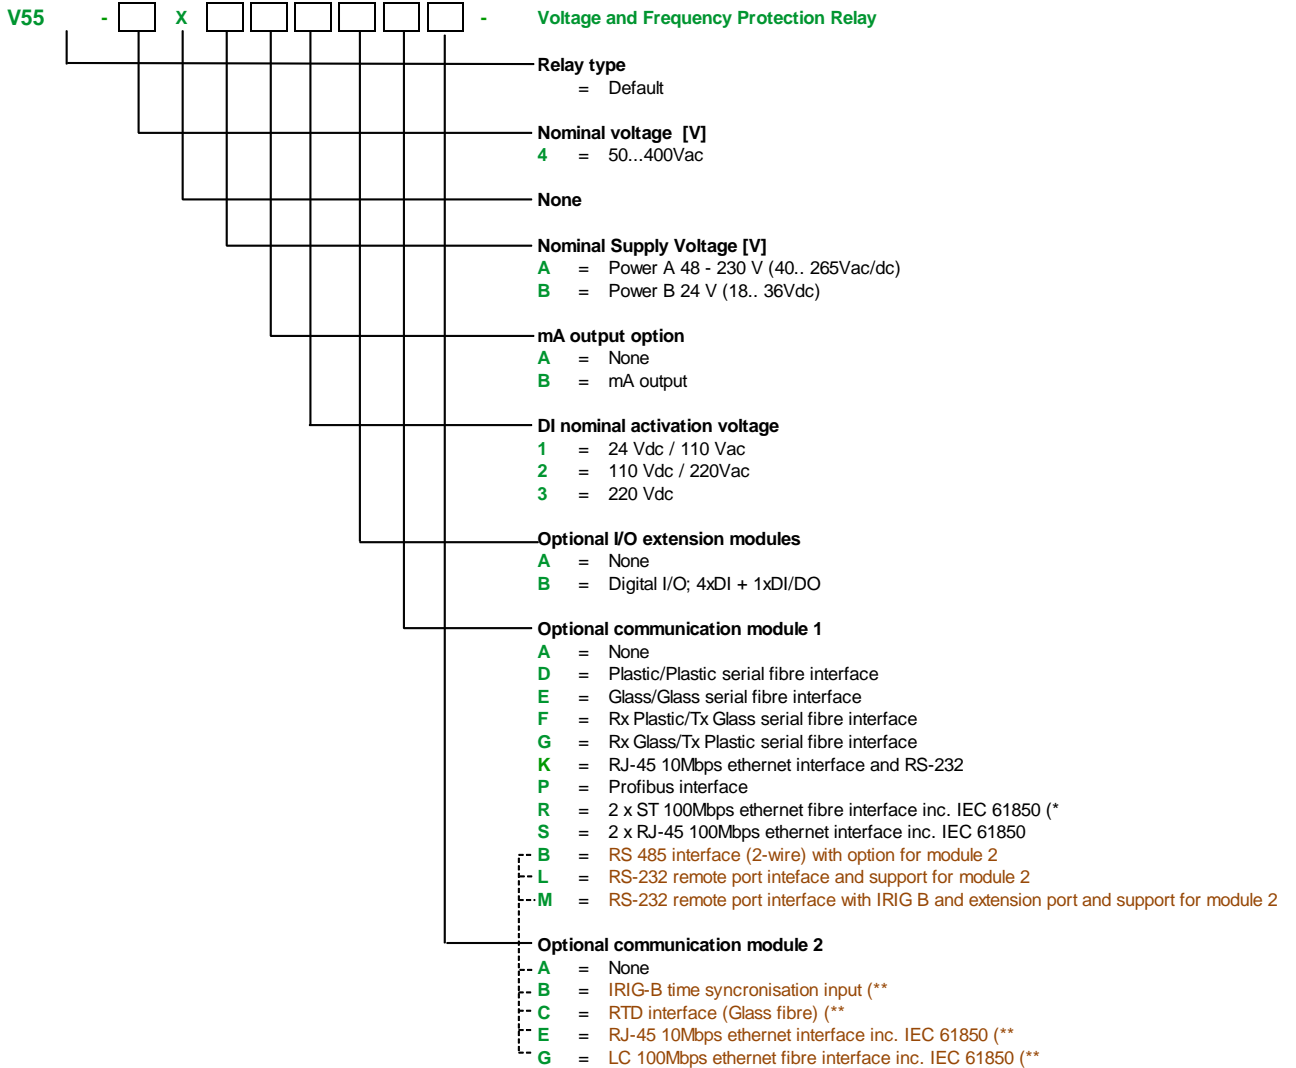 V55 - X - Voltage and Frequency Protection Relay
Relay type
= Default
Nominal voltage [V]
4 = 50...400Vac
None
Nominal Supply Voltage [V]
A = Power A 48 - 230 V (40.. 265Vac/dc)
B = Power B 24 V (18.. 36Vdc)
mA output option
A = None
B = mA output
DI nominal activation voltage
1 = 24 Vdc / 110 Vac
2 = 110 Vdc / 220Vac
3 = 220 Vdc
Optional I/O extension modules
A = None
B = Digital I/O; 4xDI + 1xDI/DO
Optional communication module 1
A = None
D = Plastic/Plastic serial fibre interface
E = Glass/Glass serial fibre interface
F = Rx Plastic/Tx Glass serial fibre interface
G = Rx Glass/Tx Plastic serial fibre interface
K = RJ-45 10Mbps ethernet interface and RS-232
P = Profibus interface
R = 2 x ST 100Mbps ethernet fibre interface inc. IEC 61850 (*
S = 2 x RJ-45 100Mbps ethernet interface inc. IEC 61850
B = RS 485 interface (2-wire) with option for module 2
L = RS-232 remote port inteface and support for module 2
M = RS-232 remote port interface with IRIG B and extension port and support for module 2
Optional communication module 2
A = None
B = IRIG-B time syncronisation input (**
C = RTD interface (Glass fibre) (**
E = RJ-45 10Mbps ethernet interface inc. IEC 61850 (**
G = LC 100Mbps ethernet fibre interface inc. IEC 61850 (**